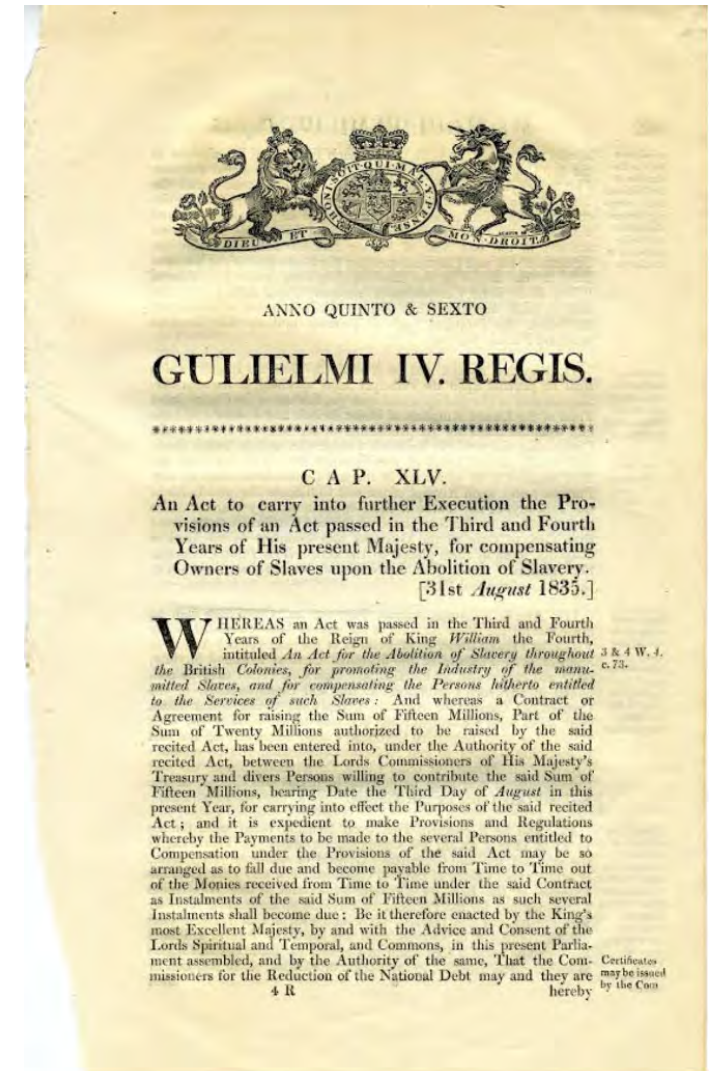 HONI SOIT QUI MAL Y PENSE
DIEU ET MON DROIT
ANNO QUINTO & SEXTO
GULIELMI IV. REGIS.
CAP. XLV.
An Act to carry into further Execution the Pro-
visions of an Act passed in the Third and Fourth
Years of His present Majesty, for compensating
Owners of Slaves upon the Abolition of Slavery.
[31st August 1835.]
WHEREAS an Act was passed in the Third and Fourth
Years of the Reign of King William the Fourth,
intituled An Act for the Abolition of Slavery throughout
3 & 4 W. 4.
c. 73.
the British Colonies, for promoting the Industry of the manu-
mitted Slaves, and for compensating the Persons hitherto entitled
to the Services of such Slaves: And whereas a Contract or
Agreement for raising the Sum of Fifteen Millions, Part of the
Sum of Twenty Millions authorized to be raised by the said
recited Act, has been entered into, under the Authority of the said
recited Act, between the Lords Commissioners of His Majesty's
Treasury and divers Persons willing to contribute the said Sum of
Fifteen Millions, bearing Date the Third Day of August in this
present Year, for carrying into effect the Purposes of the said recited
Act; and it is expedient to make Provisions and Regulations
whereby the Payments to be made to the several Persons entitled to
Compensation under the Provisions of the said Act may be so
arranged as to fall due and become payable from Time to Time out
of the Monies received from Time to Time under the said Contract
as Instalments of the said Sum of Fifteen Millions as such several
Instalments shall become due: Be it therefore enacted by the King's
most Excellent Majesty, by and with the Advice and Consent of the
Lords Spiritual and Temporal, and Commons, in this present Parlia-
ment assembled, and by the Authority of the same, That the Com-
missioners for the Reduction of the National Debt may and they are
Certificates
may be issued
by the Com
4 R
hereby